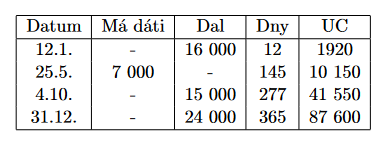 Datum Má dáti Dal Dny UC
12.1. - 16 000 12 1920
25.5. 7 000 - 145 10 150
4.10. - 15 000 277 41 550
31.12. - 24 000 365 87 600